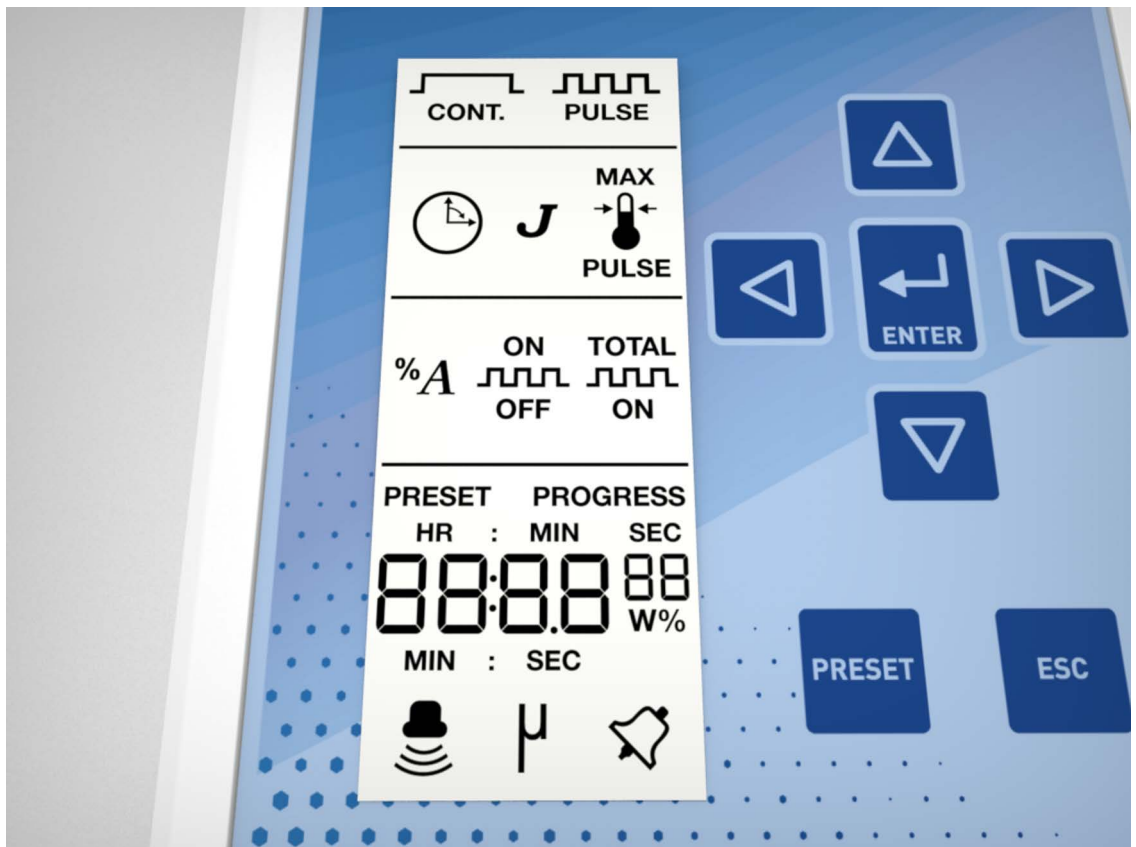 CONT. PULSE
MAX
J
PULSE
ON TOTAL
%A
OFF ON
PRESET PROGRESS
HR : MIN SEC
88:8.8 88
W%
MIN : SEC
µ
ENTER
PRESET
ESC